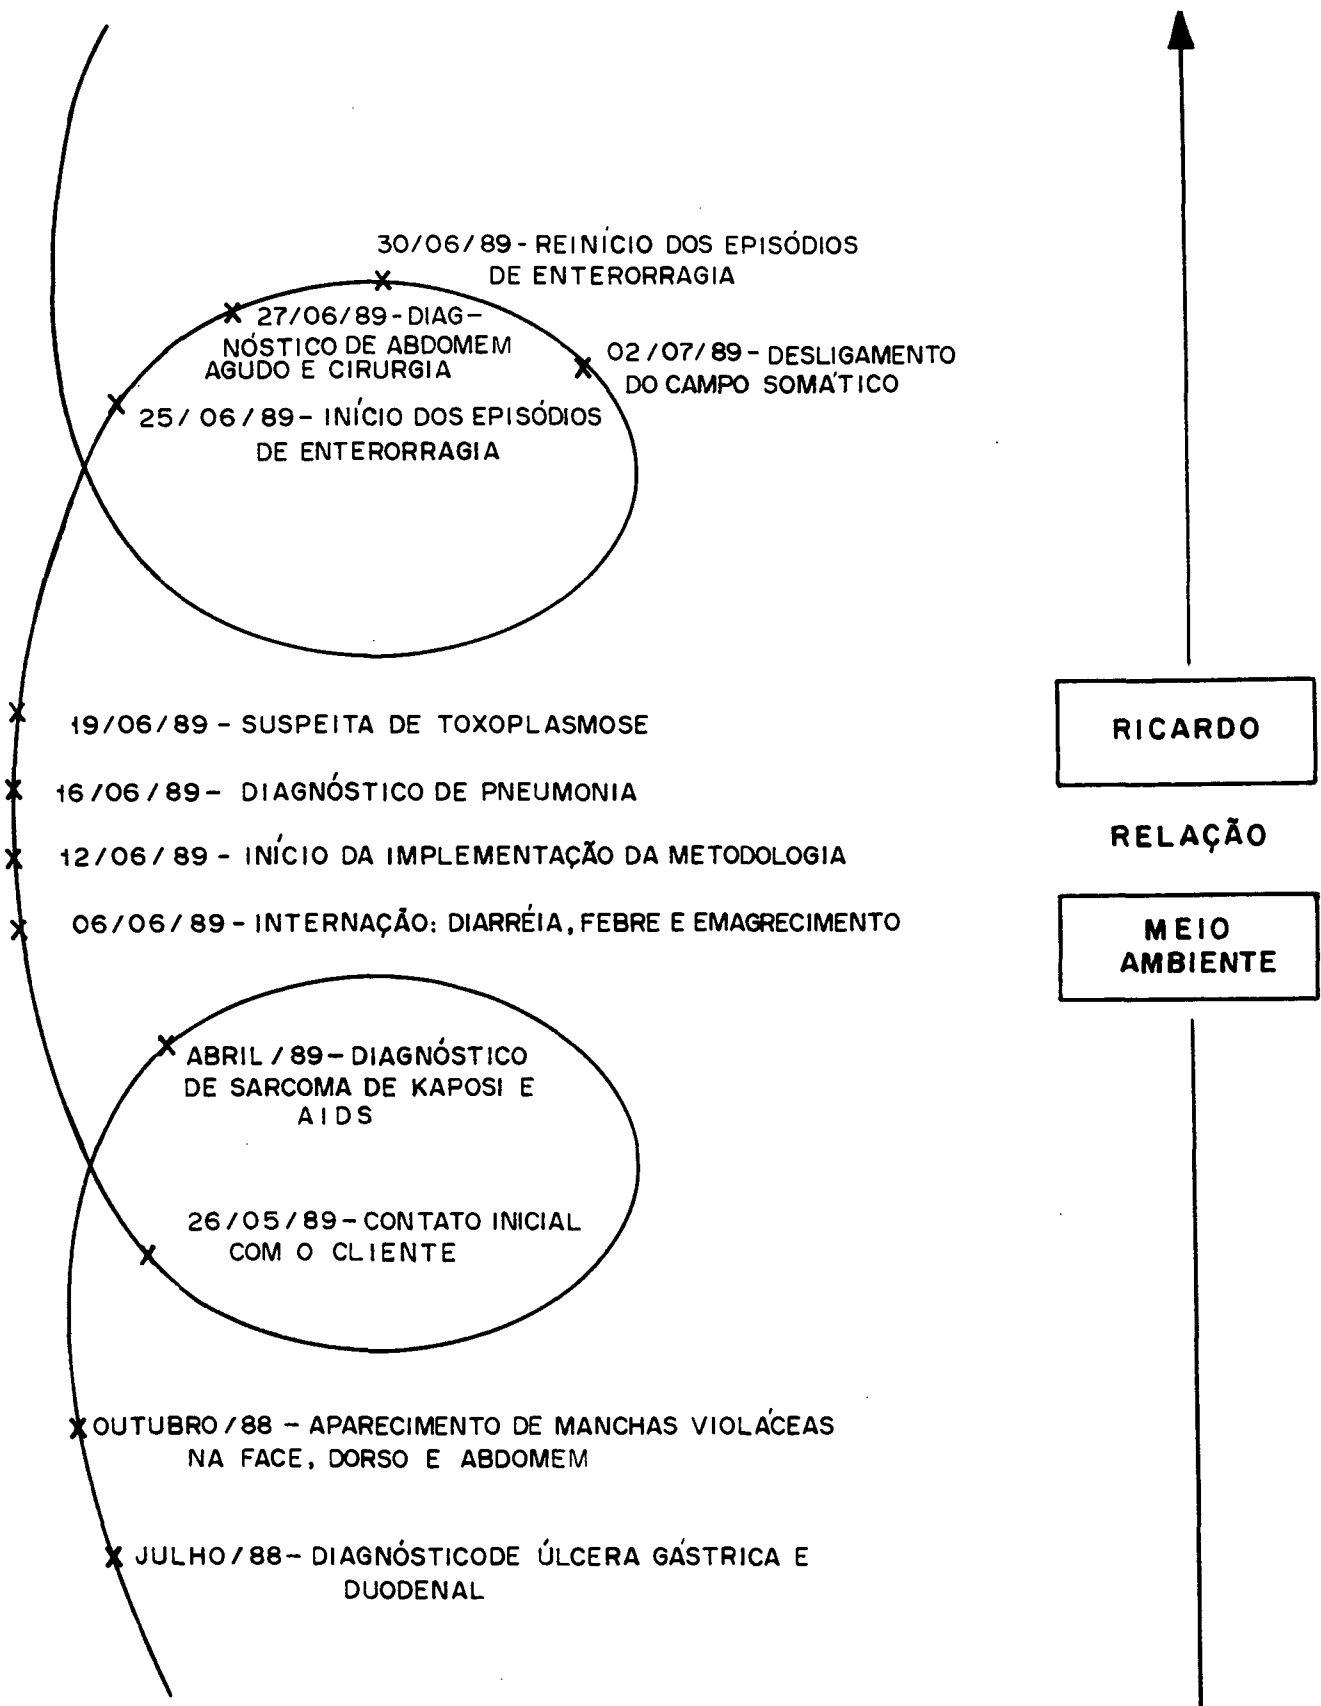 30/06/89 - REINÍCIO DOS EPISÓDIOS
DE ENTERORRAGIA
27/06/89 - DIAG-
NÓSTICO DE ABDOMEM
AGUDO E CIRURGIA
02/07/89 - DESLIGAMENTO
DO CAMPO SOMÁTICO
25/06/89 - INÍCIO DOS EPISÓDIOS
DE ENTERORRAGIA
19/06/89 - SUSPEITA DE TOXOPLASMOSE
16/06/89 - DIAGNÓSTICO DE PNEUMONIA
12/06/89 - INÍCIO DA IMPLEMENTAÇÃO DA METODOLOGIA
06/06/89 - INTERNAÇÃO: DIARRÉIA, FEBRE E EMAGRECIMENTO
RICARDO
RELAÇÃO
MEIO
AMBIENTE
ABRIL/89 - DIAGNÓSTICO
DE SARCOMA DE KAPOSI E
AIDS
26/05/89 - CONTATO INICIAL
COM O CLIENTE
OUTUBRO/88 - APARECIMENTO DE MANCHAS VIOLÁCEAS
NA FACE, DORSO E ABDOMEM
JULHO/88 - DIAGNÓSTICODE ÚLCERA GÁSTRICA E
DUODENAL